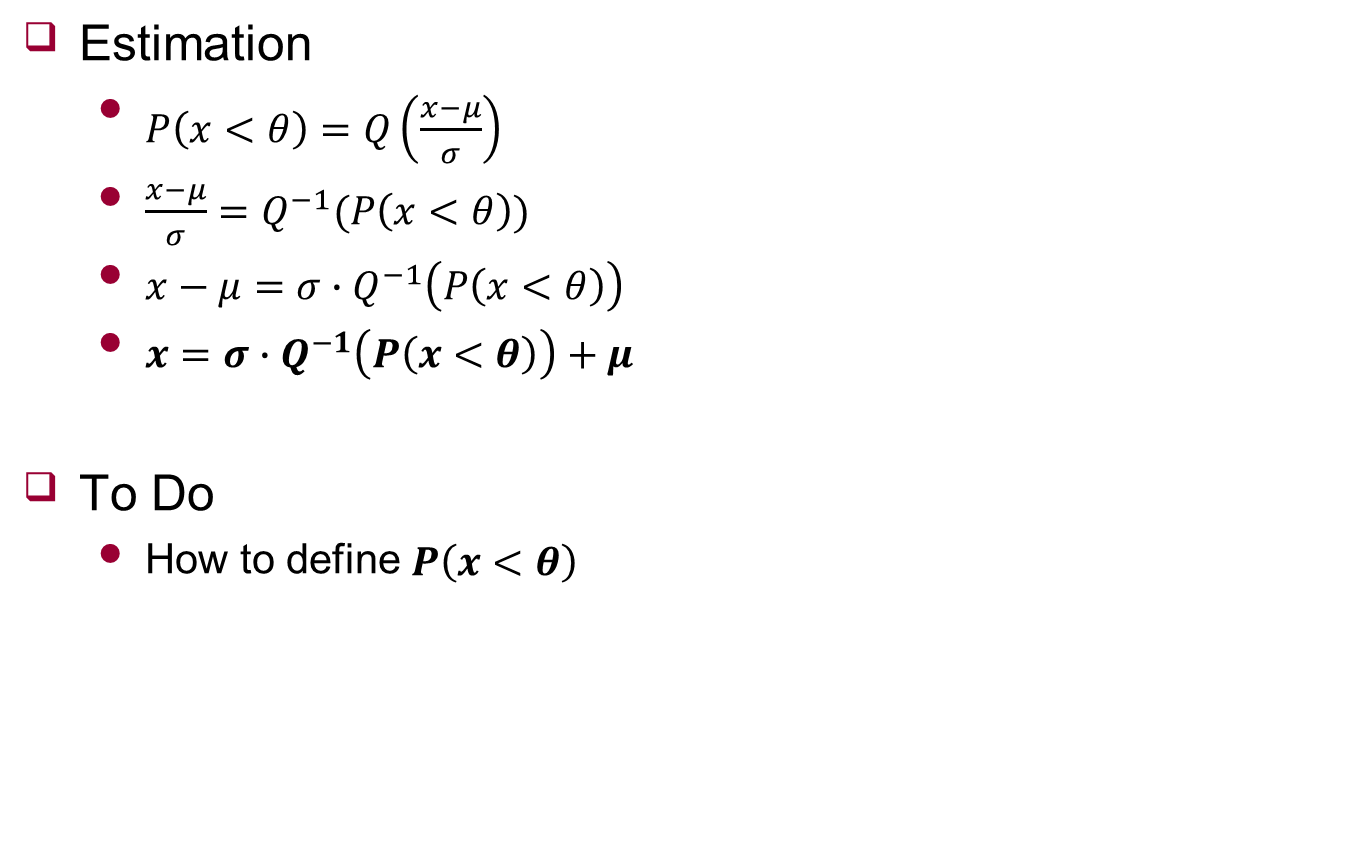 ❑ Estimation
• 𝑃(𝑥 < 𝜃) = 𝑄((𝑥−𝜇)/𝜎)
• (𝑥−𝜇)/𝜎 = 𝑄⁻¹(𝑃(𝑥 < 𝜃))
• 𝑥 − 𝜇 = 𝜎 · 𝑄⁻¹(𝑃(𝑥 < 𝜃))
• 𝒙 = 𝝈 · 𝑸⁻¹(𝑷(𝒙 < 𝜽)) + 𝝁
❑ To Do
• How to define 𝑷(𝒙 < 𝜽)